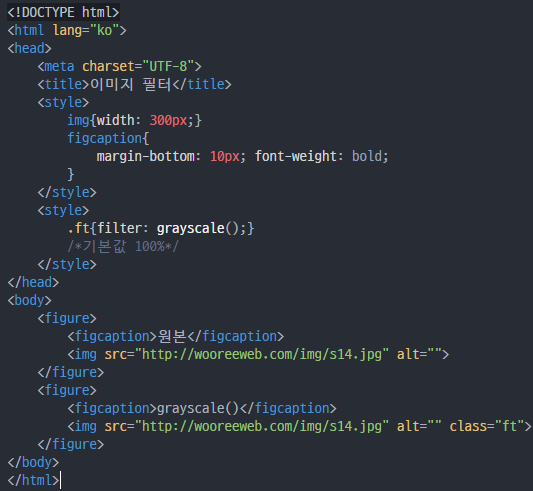 <!DOCTYPE html>
<html lang="ko">
<head>
    <meta charset="UTF-8">
    <title>이미지 필터</title>
    <style>
        img{width: 300px;}
        figcaption{
            margin-bottom: 10px; font-weight: bold;
        }
    </style>
    <style>
        .ft{filter: grayscale();}
        /*기본값 100%*/
    </style>
</head>
<body>
    <figure>
        <figcaption>원본</figcaption>
        <img src="http://wooreeweb.com/img/s14.jpg" alt="">
    </figure>
    <figure>
        <figcaption>grayscale()</figcaption>
        <img src="http://wooreeweb.com/img/s14.jpg" alt="" class="ft">
    </figure>
</body>
</html>